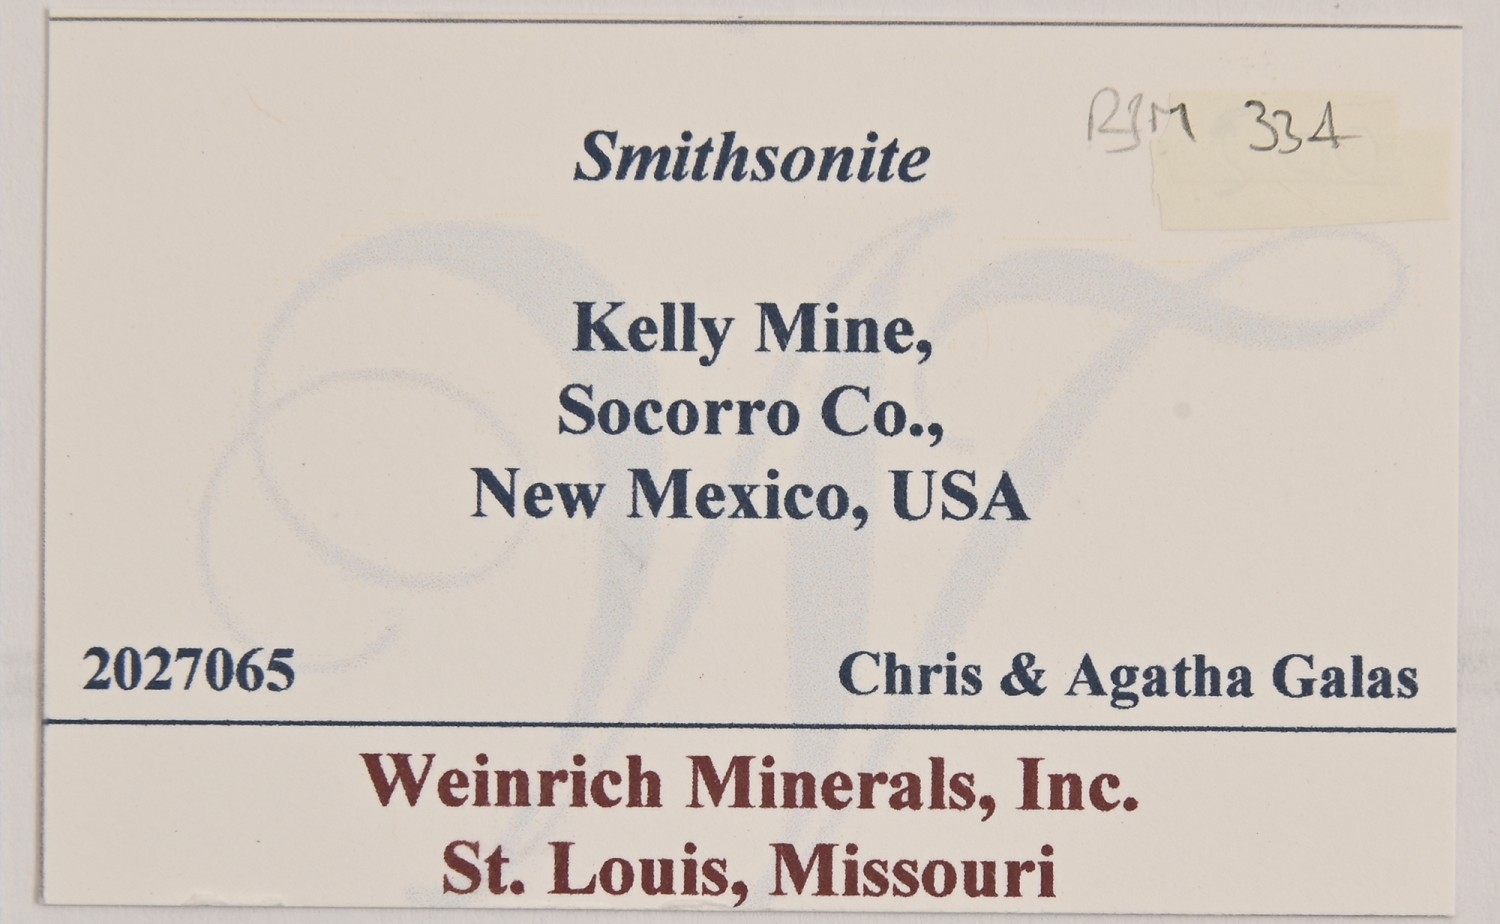 RJM 334
Smithsonite
Kelly Mine,
Socorro Co.,
New Mexico, USA
2027065 Chris & Agatha Galas
Weinrich Minerals, Inc.
St. Louis, Missouri